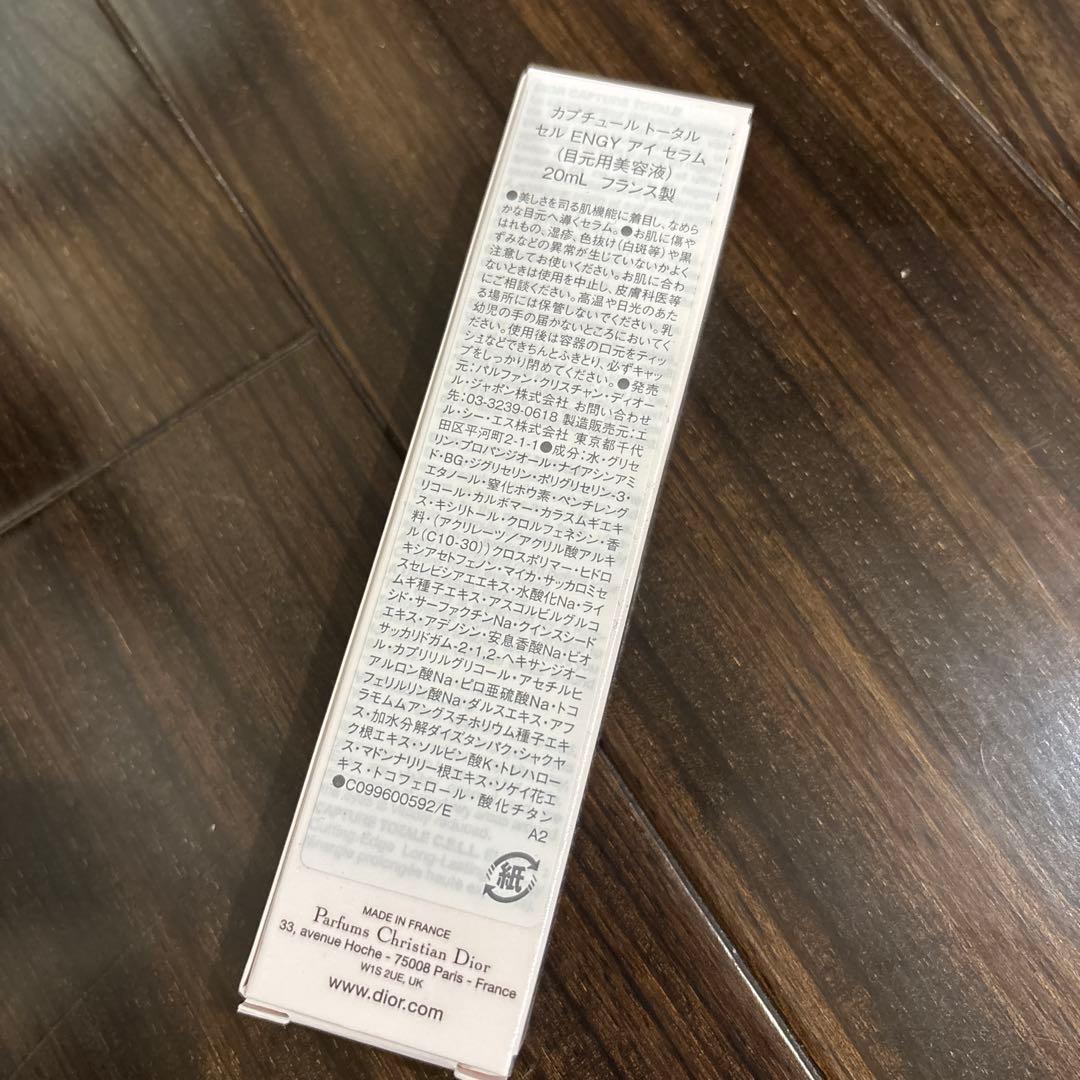 カプチュール トータル
セル ENGY アイ セラム
(目元用美容液)
20mL フランス製
●美しさを司る肌機能に着目し、なめら
かな目元へ導くセラム。●お肌に傷や
はれもの、湿疹、色抜け(白斑等)や黒
ずみなどの異常が生じていないかよく
注意してお使いください。お肌に合わ
ないときは使用を中止し、皮膚科医等
にご相談ください。高温や日光のあた
る場所には保管しないでください。乳
幼児の手の届かないところにおいてく
ださい。使用後は容器の口元をティッ
シュなどできちんとふきとり、必ずキャッ
プをしっかり閉めてください。●発売
元:パルファン・クリスチャン・ディオー
ル・ジャポン株式会社 お問い合わせ
先:03-3239-0618 製造販売元:エ
ル・シー・エス株式会社 東京都千代
田区平河町2-1-1●成分:水・グリセ
リン・プロパンジオール・ナイアシンアミ
ド・BG・ジグリセリン・ポリグリセリン-3・
エタノール・窒化ホウ素・ペンチレング
リコール・カルボマー・カラスムギエキ
ス・キシリトール・クロルフェネシン・香
料・(アクリレーツ/アクリル酸アルキ
ル(C10-30))クロスポリマー・ヒドロ
キシアセトフェノン・マイカ・サッカロミセ
スセレビシアエエキス・水酸化Na・ライ
ムギ種子エキス・アスコルビルグルコ
シド・サーファクチンNa・クインスシード
エキス・アデノシン・安息香酸Na・ビオ
サッカリドガム-2・1,2-ヘキサンジオー
ル・カプリリルグリコール・アセチルヒ
アルロン酸Na・ピロ亜硫酸Na・トコ
フェリルリン酸Na・ダルスエキス・アフ
ラモムムアングスチホリウム種子エキ
ス・加水分解ダイズタンパク・シャクヤ
ク根エキス・ソルビン酸K・トレハロー
ス・マドンナリリー根エキス・ソケイ花エ
キス・トコフェロール・酸化チタン
●C099600592/E
A2
紙
MADE IN FRANCE
Parfums Christian Dior
33, avenue Hoche - 75008 Paris - France
W1S 2UE, UK
www.dior.com